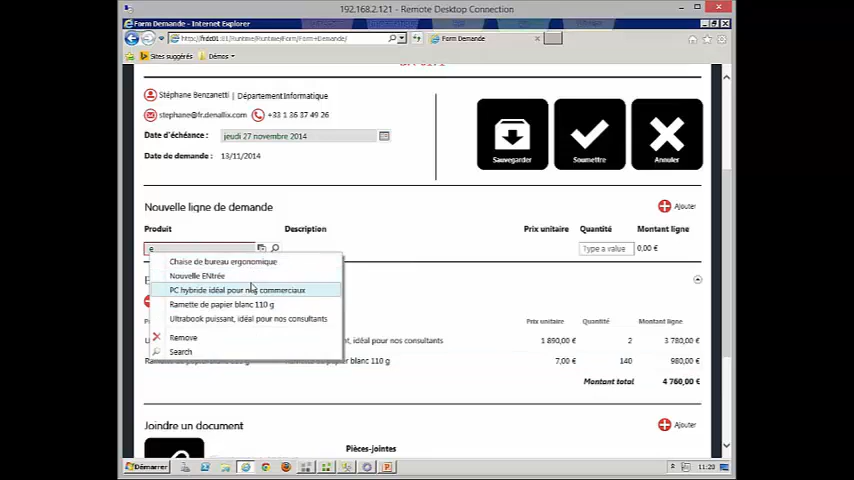 192.168.2.121 - Remote Desktop Connection
Form Demande - Internet Explorer
Form Demande
Sites suggérés
Démos
Stéphane Benzanetti | Département Informatique
stephane@fr.denallix.com
+33 1 36 37 49 26
Date d'échéance :
jeudi 27 novembre 2014
Date de demande :
13/11/2014
Sauvegarder
Soumettre
Annuler
Nouvelle ligne de demande
Ajouter
Produit
Description
Prix unitaire
Quantité
Montant ligne
e
Type a value
0,00 €
Chaise de bureau ergonomique
Nouvelle ENtrée
PC hybride idéal pour nos commerciaux
Ramette de papier blanc 110 g
Ultrabook puissant, idéal pour nos consultants
Remove
Search
Prix unitaire
Quantité
Montant ligne
idéal pour nos consultants
1 890,00 €
2
3 780,00 €
blanc 110 g
7,00 €
140
980,00 €
Montant total
4 760,00 €
Joindre un document
Ajouter
Pièces-jointes
Démarrer
11:20